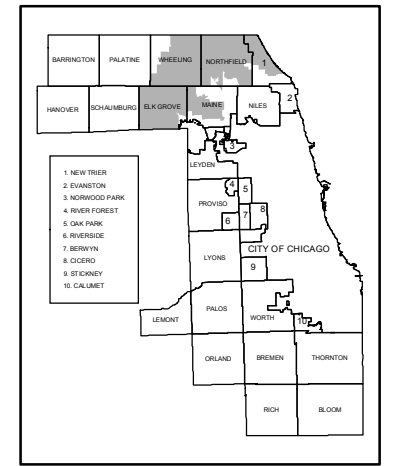 BARRINGTON PALATINE WHEELING NORTHFIELD 1
HANOVER SCHAUMBURG ELK GROVE MAINE NILES 2
3
LEYDEN
1. NEW TRIER
2. EVANSTON
3. NORWOOD PARK
4. RIVER FOREST
5. OAK PARK
6. RIVERSIDE
7. BERWYN
8. CICERO
9. STICKNEY
10. CALUMET
4 5
PROVISO
6 7 8
CITY OF CHICAGO
LYONS
9
PALOS
LEMONT WORTH 10
ORLAND BREMEN THORNTON
RICH BLOOM